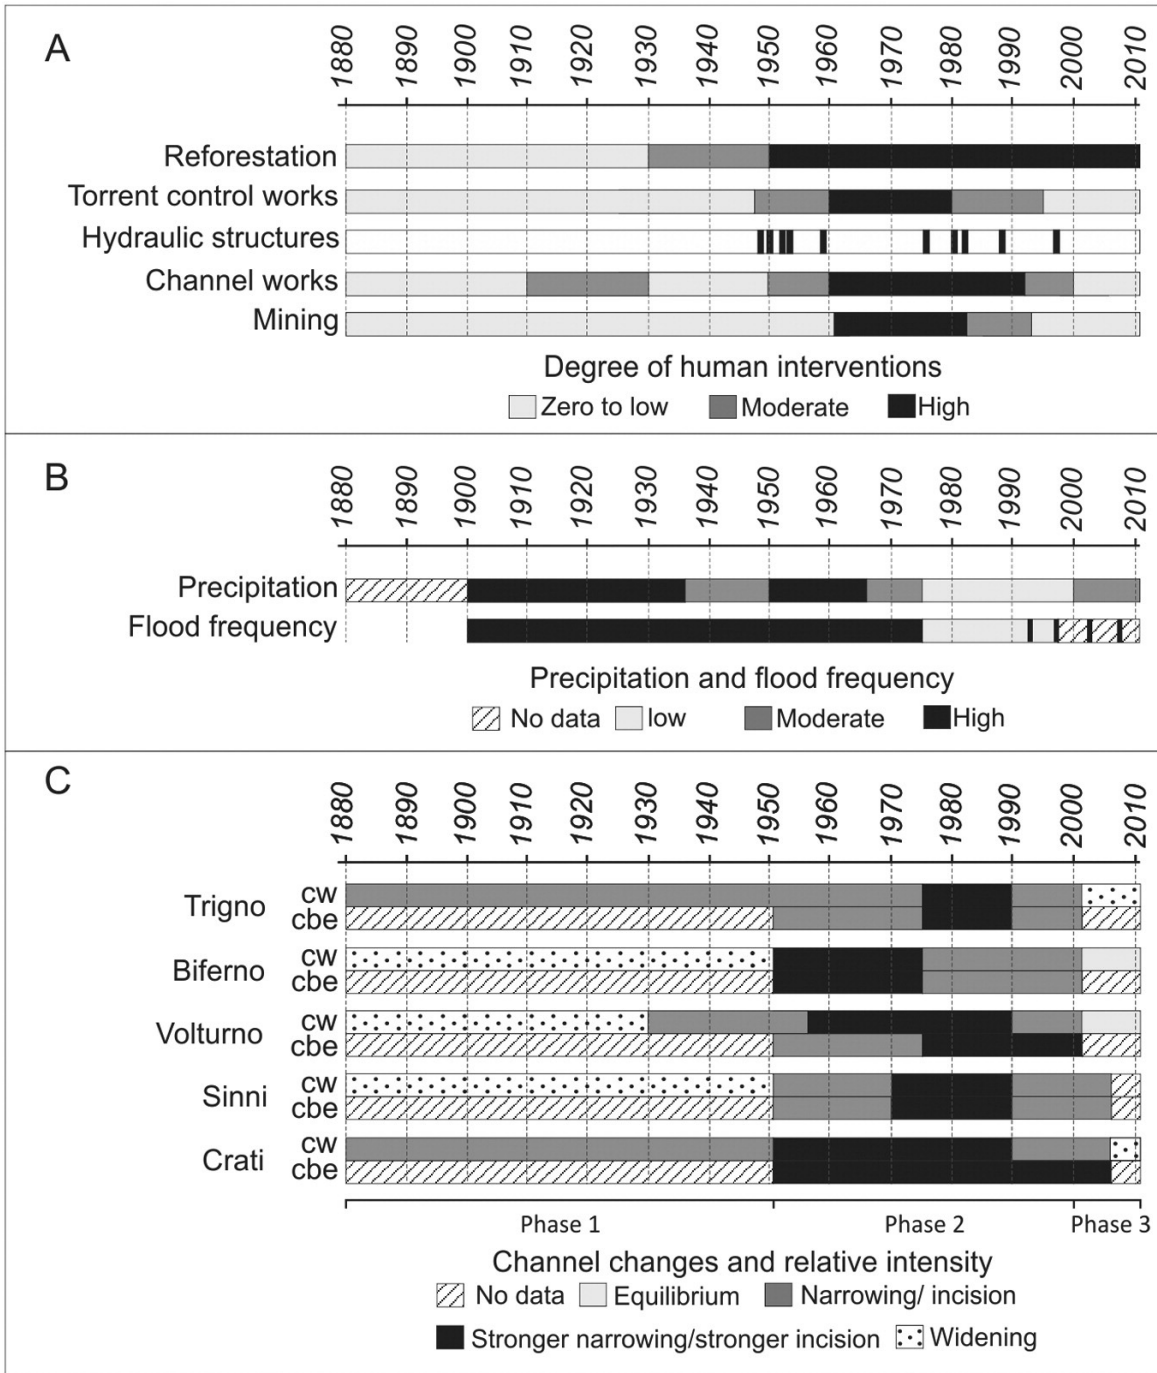 A
1880 1890 1900 1910 1920 1930 1940 1950 1960 1970 1980 1990 2000 2010
Reforestation
Torrent control works
Hydraulic structures
Channel works
Mining
Degree of human interventions
Zero to low Moderate High
B
1880 1890 1900 1910 1920 1930 1940 1950 1960 1970 1980 1990 2000 2010
Precipitation
Flood frequency
Precipitation and flood frequency
No data low Moderate High
C
1880 1890 1900 1910 1920 1930 1940 1950 1960 1970 1980 1990 2000 2010
Trigno cw
cbe
Biferno cw
cbe
Volturno cw
cbe
Sinni cw
cbe
Crati cw
cbe
Phase 1 Phase 2 Phase 3
Channel changes and relative intensity
No data Equilibrium Narrowing/ incision
Stronger narrowing/stronger incision Widening